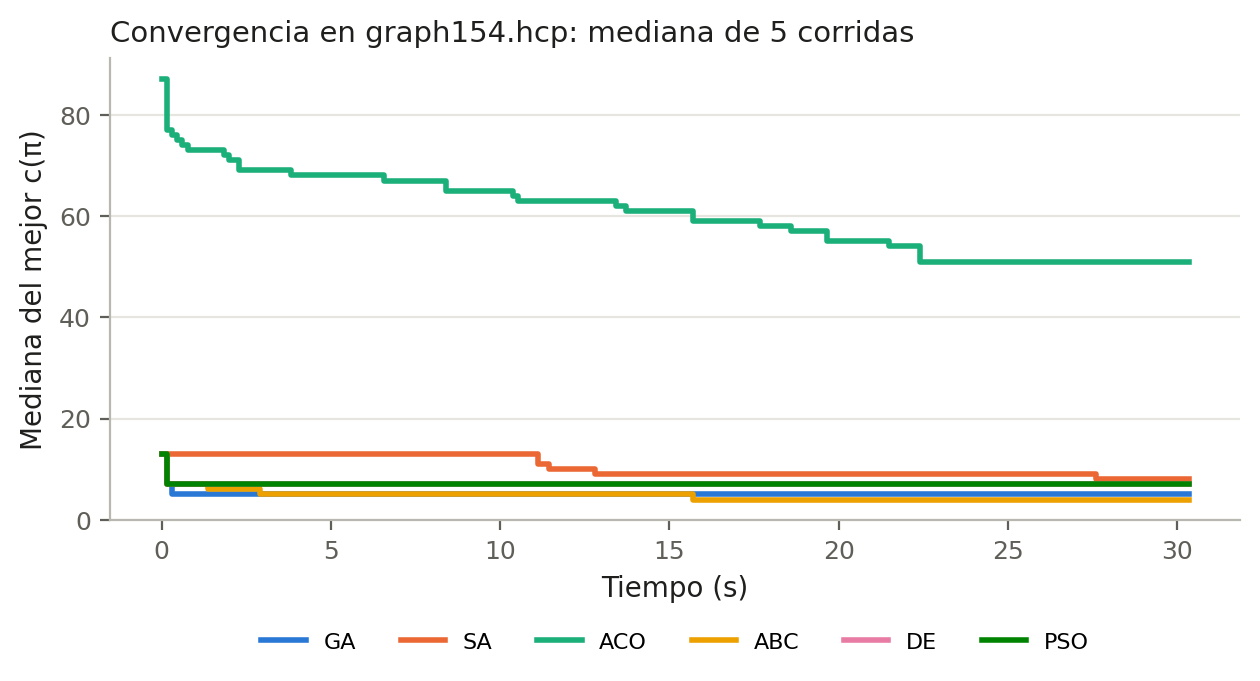 Convergencia en graph154.hcp: mediana de 5 corridas
Mediana del mejor c(π)
80
60
40
20
0
0 5 10 15 20 25 30
Tiempo (s)
GA SA ACO ABC DE PSO